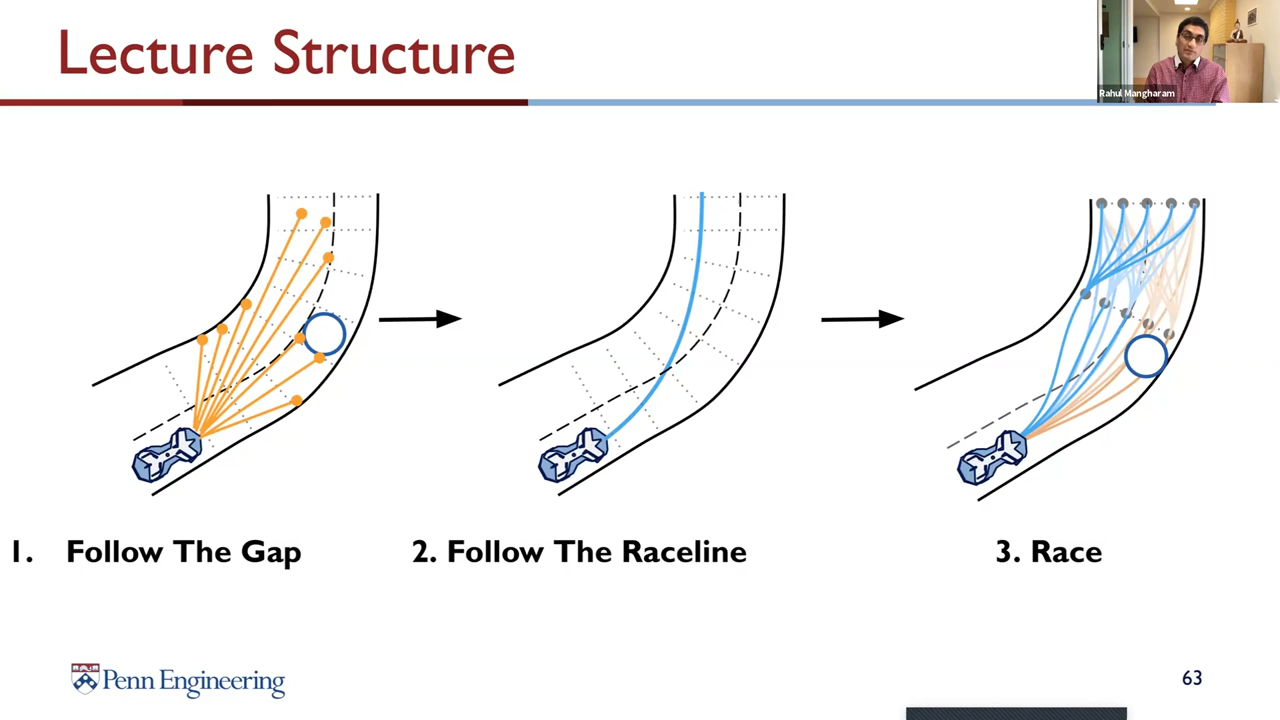 Lecture Structure
Rahul Mangharam
1. Follow The Gap
2. Follow The Raceline
3. Race
Penn Engineering
63